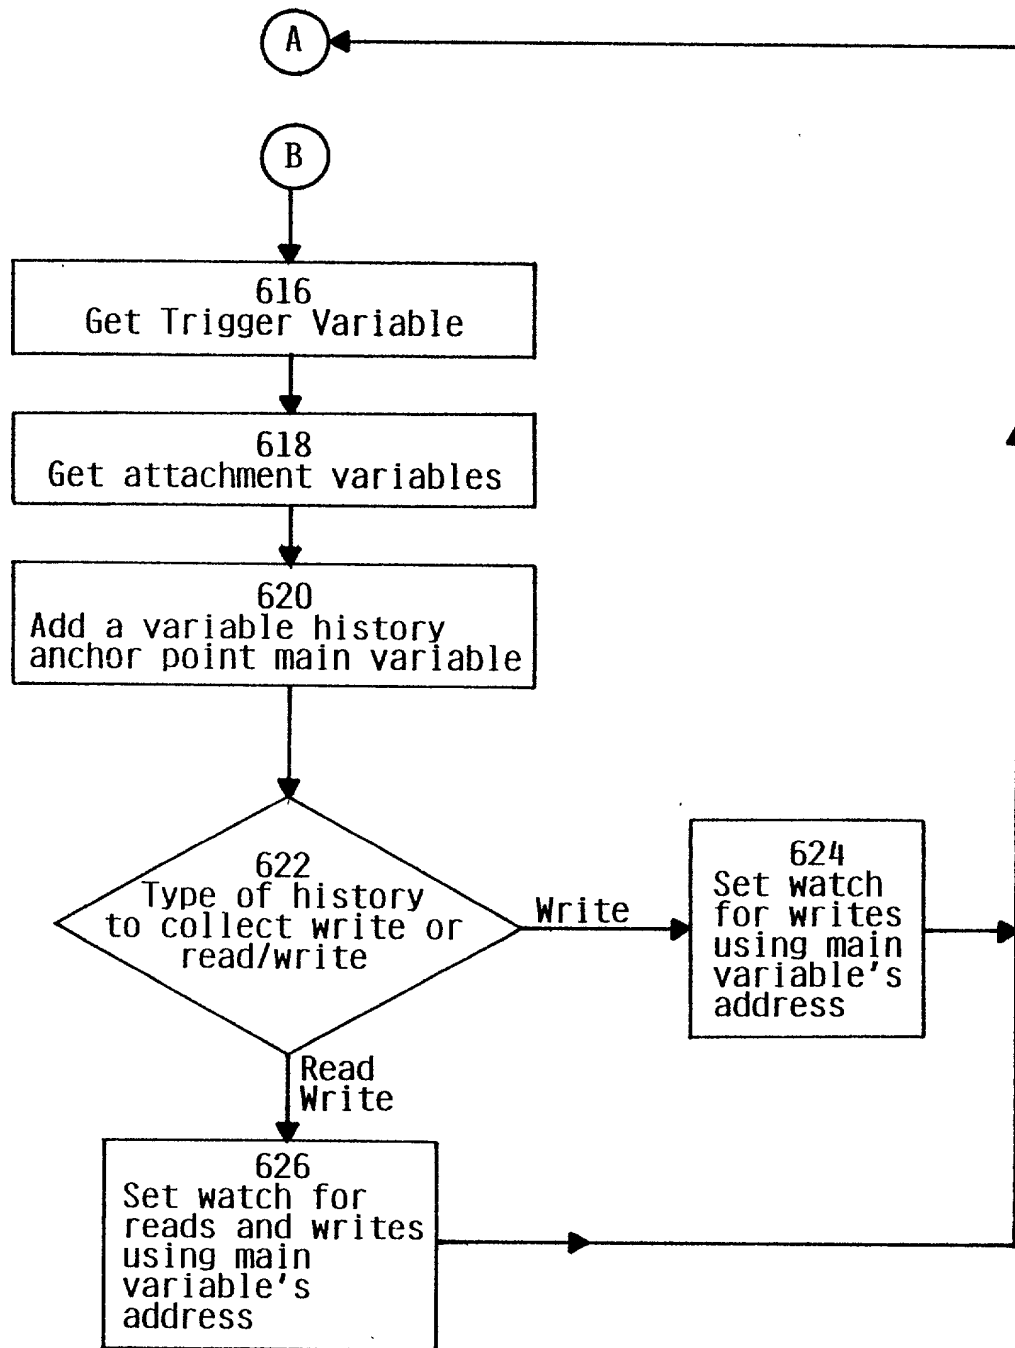 A
B
616
Get Trigger Variable
618
Get attachment variables
620
Add a variable history
anchor point main variable
622
Type of history
to collect write or
read/write
Write
624
Set watch
for writes
using main
variable's
address
Read
Write
626
Set watch for
reads and writes
using main
variable's
address